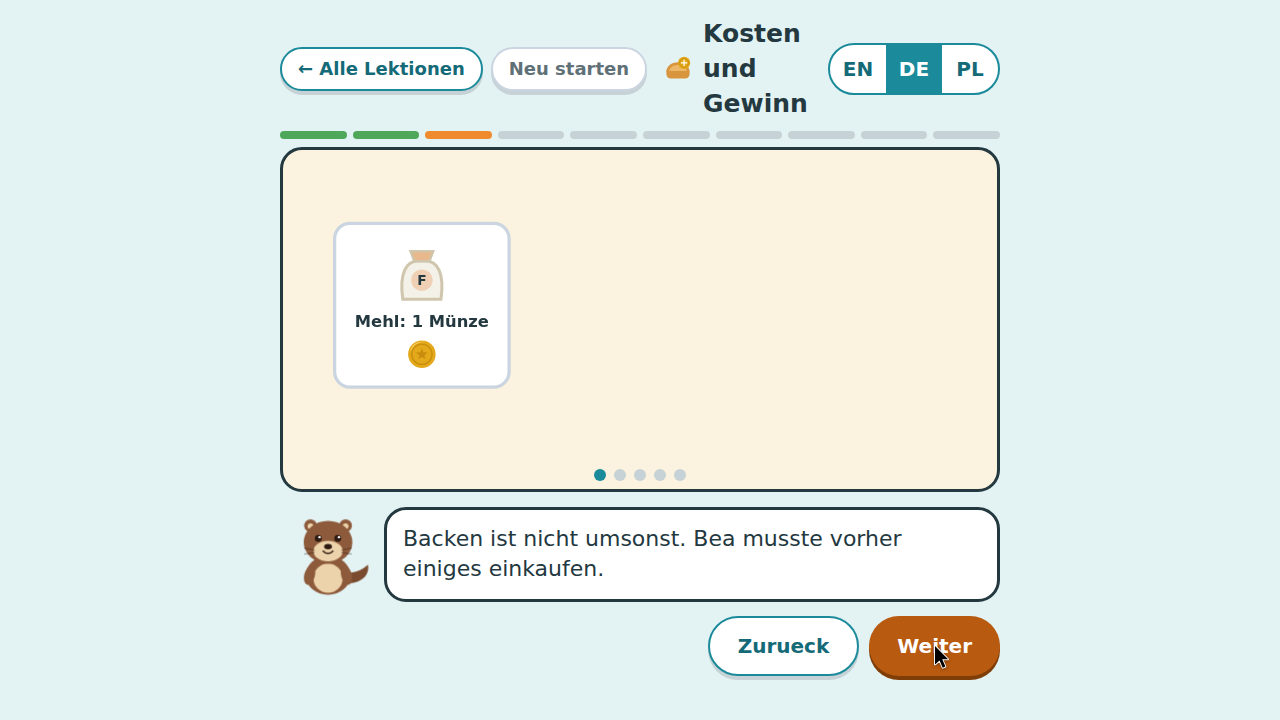 ← Alle Lektionen
Neu starten
Kosten
und
Gewinn
EN DE PL
F
Mehl: 1 Münze
Backen ist nicht umsonst. Bea musste vorher
einiges einkaufen.
Zurueck
Weiter